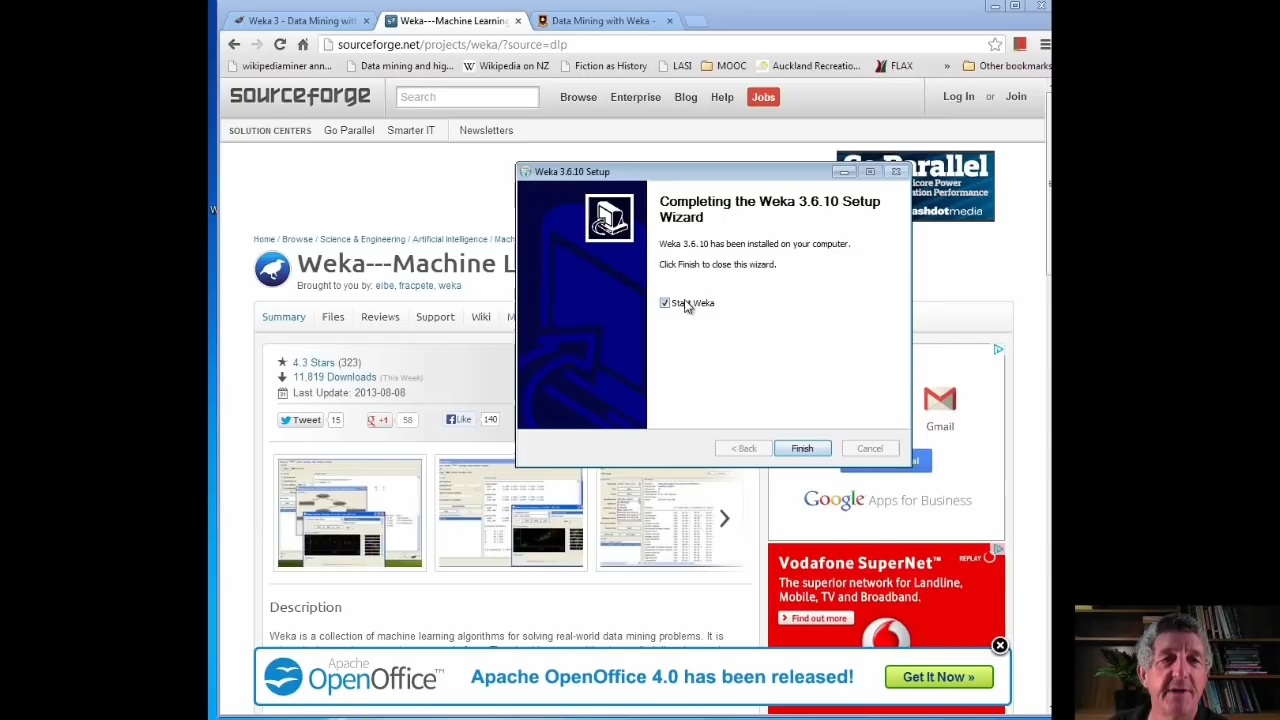 Weka 3 - Data Mining with
Weka---Machine Learning
Data Mining with Weka -
sourceforge.net/projects/weka/?source=dlp
wikipediaminer ann...
Data mining and hig...
Wikipedia on NZ
Fiction as History
LASI
MOOC
Auckland Recreatio...
FLAX
»
Other bookmarks
sourceforge
Search
Browse
Enterprise
Blog
Help
Jobs
Log In or Join
SOLUTION CENTERS
Go Parallel
Smarter IT
Newsletters
Go Parallel
Weka 3.6.10 Setup
Completing the Weka 3.6.10 Setup
Wizard
Weka 3.6.10 has been installed on your computer.
Click Finish to close this wizard.
Start Weka
< Back
Finish
Cancel
Home / Browse / Science & Engineering / Artificial Intelligence /
Weka---Machine L
Brought to you by: eibe, fracpete, weka
Summary
Files
Reviews
Support
Wiki
4.3 Stars (323)
11,819 Downloads (This Week)
Last Update: 2013-08-08
Tweet
15
+1
58
Like
140
Gmail
Google Apps for Business
Vodafone SuperNet™
REPLAY
The superior network for Landline,
Mobile, TV and Broadband.
Find out more
Description
Weka is a collection of machine learning algorithms for solving real-world data mining problems. It is
Apache
OpenOffice™
Apache OpenOffice 4.0 has been released!
Get It Now »